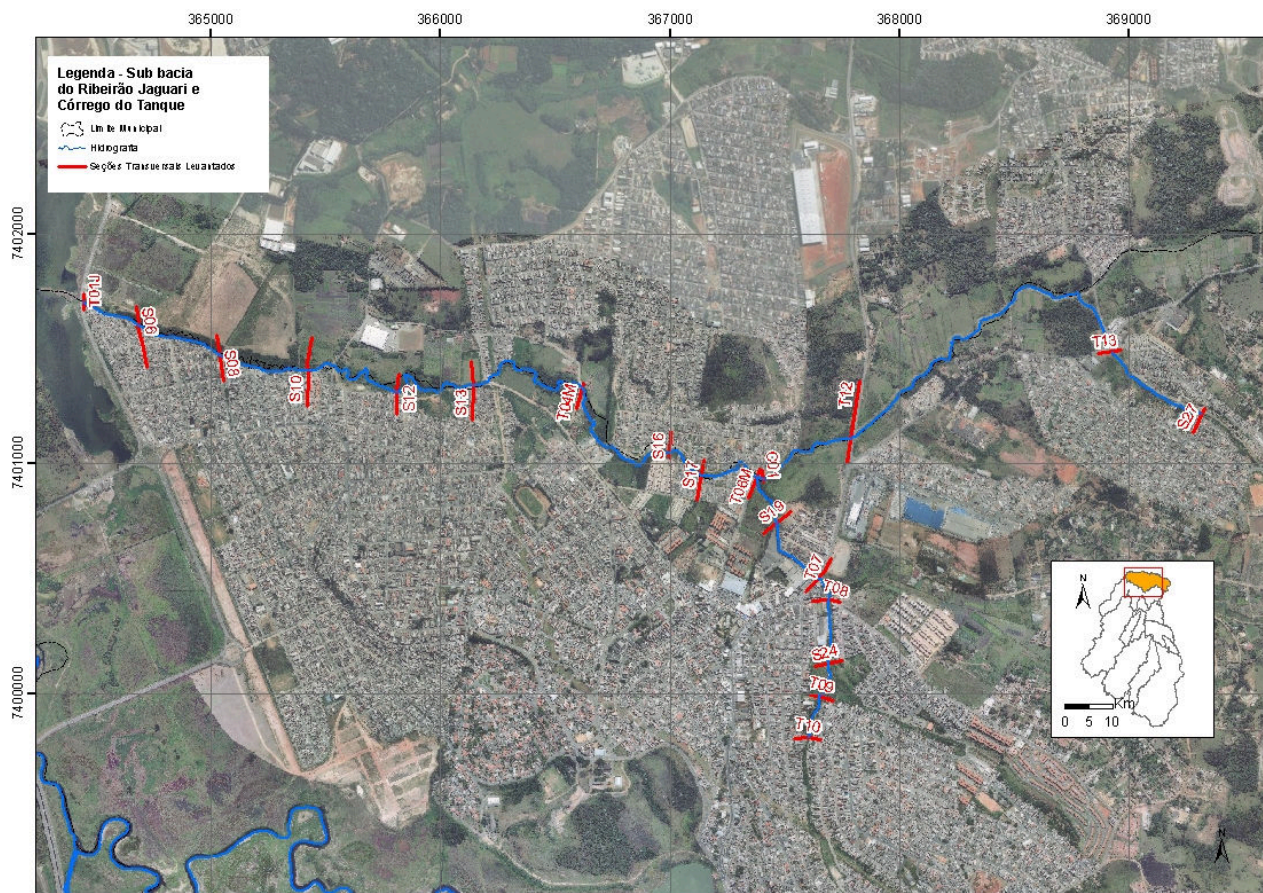 365000
366000
367000
368000
369000
Legenda - Sub bacia
do Ribeirão Jaguari e
Córrego do Tanque
Limite Municipal
Hidrografia
Seções Transversais Levantados
7402000
7401000
7400000
T01J
S06
S08
S10
S12
S13
T04M
S16
S17
T06M
C01
S19
T07
T08
S24
T09
T10
T12
T13
S27
N
0 5 10 Km
N